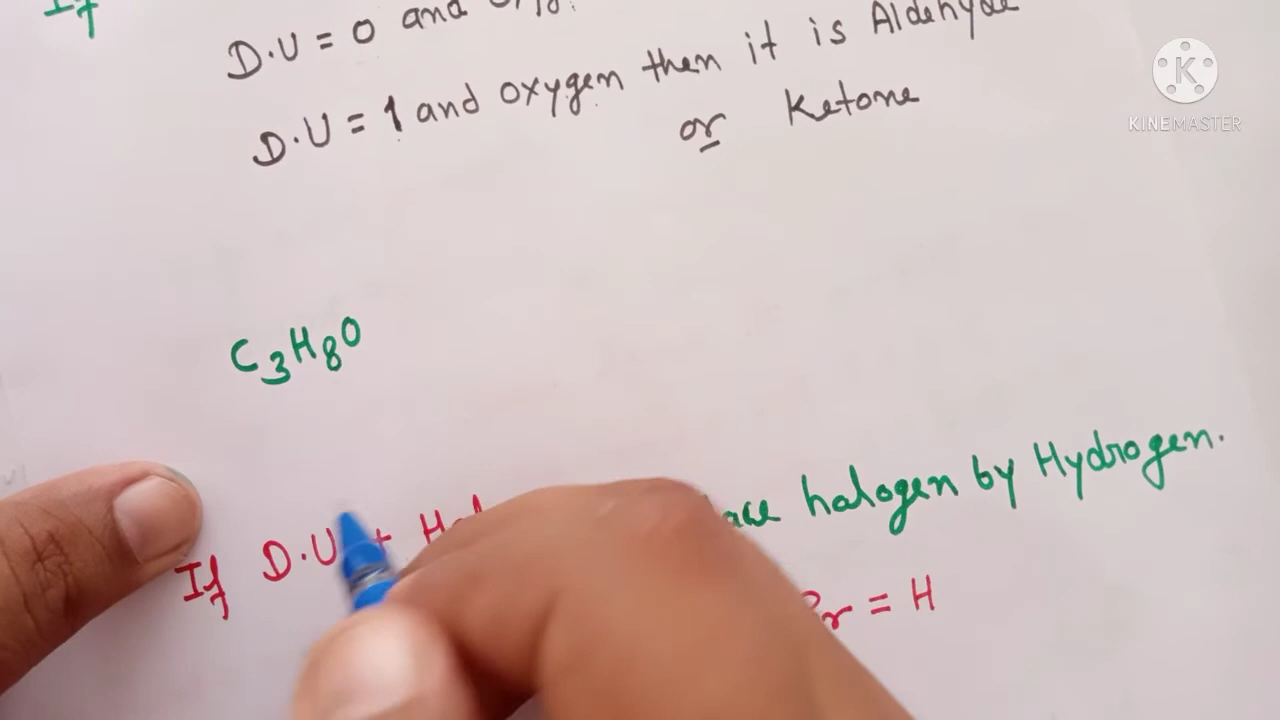 If
D.U = 0 and
D.U = 1 and oxygen then it is Aldehyde
or Ketone
K
KINEMASTER
C3H8O
If D.U + halogen by Hydrogen.
= H